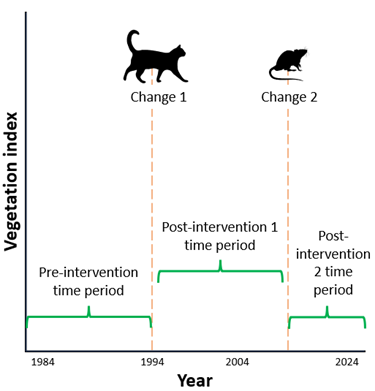 Change 1
Change 2
Vegetation index
Pre-intervention
time period
Post-intervention 1
time period
Post-
intervention
2 time
period
1984
1994
2004
2024
Year